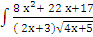 ∫ (8 x² + 22 x+17) / ((2x+3)√(4x+5))